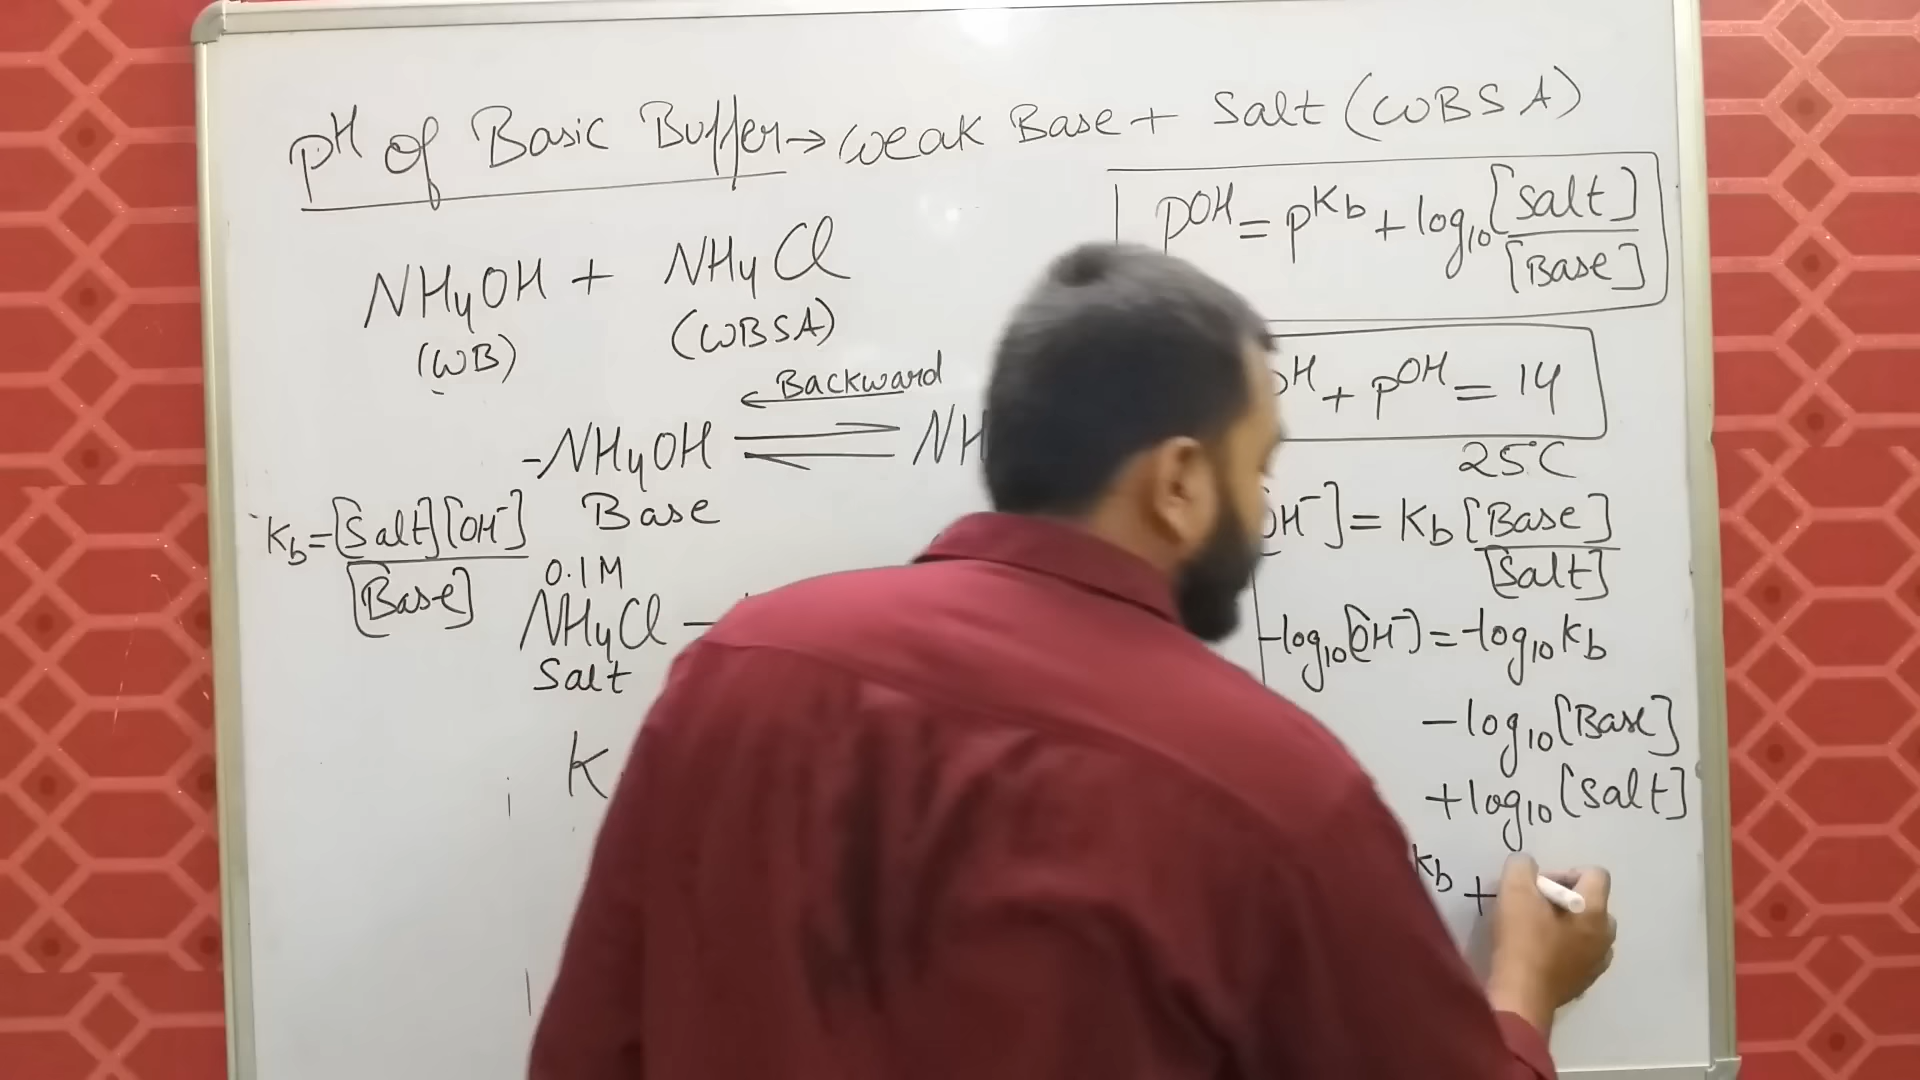 pH of Basic Buffer → weak Base + Salt (WBSA)
NH4OH + NH4Cl
(WB) (WBSA)
Backward
NH4OH ⇌ NH
Base
Kb = [Salt][OH-] / [Base]
0.1M
NH4Cl
Salt
K
pOH = pKb + log10 [Salt] / [Base]
pH + pOH = 14
25°C
OH-] = Kb [Base] / [Salt]
-log10[OH-] = -log10 Kb
-log10[Base]
+log10[Salt]
Kb +